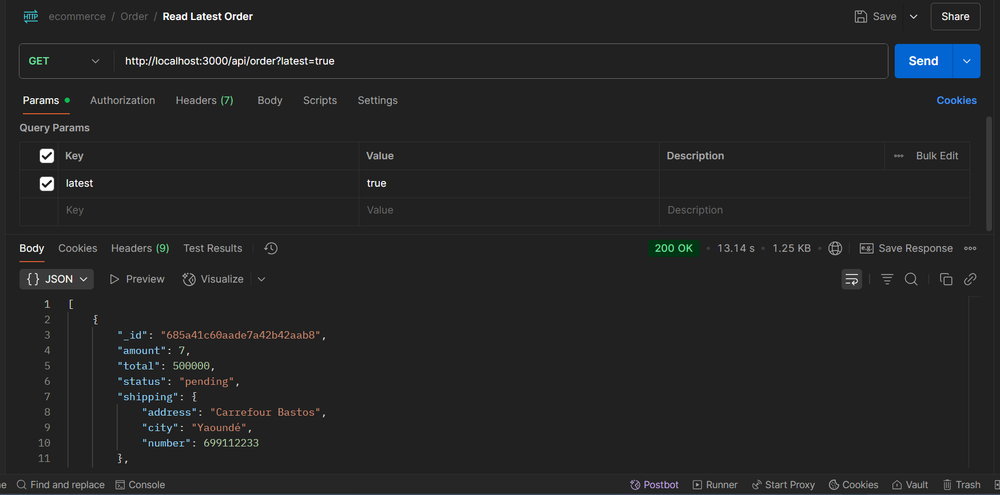 HTTP ecommerce / Order / Read Latest Order Save Share
GET http://localhost:3000/api/order?latest=true Send
Params Authorization Headers (7) Body Scripts Settings Cookies
Query Params
Key Value Description Bulk Edit
latest true
Key Value Description
Body Cookies Headers (9) Test Results 200 OK 13.14 s 1.25 KB e.g. Save Response
{} JSON Preview Visualize
1 [
2 {
3 "_id": "685a41c60aade7a42b42aab8",
4 "amount": 7,
5 "total": 500000,
6 "status": "pending",
7 "shipping": {
8 "address": "Carrefour Bastos",
9 "city": "Yaoundé",
10 "number": 699112233
11 },
Find and replace Console Postbot Runner Start Proxy Cookies Vault Trash